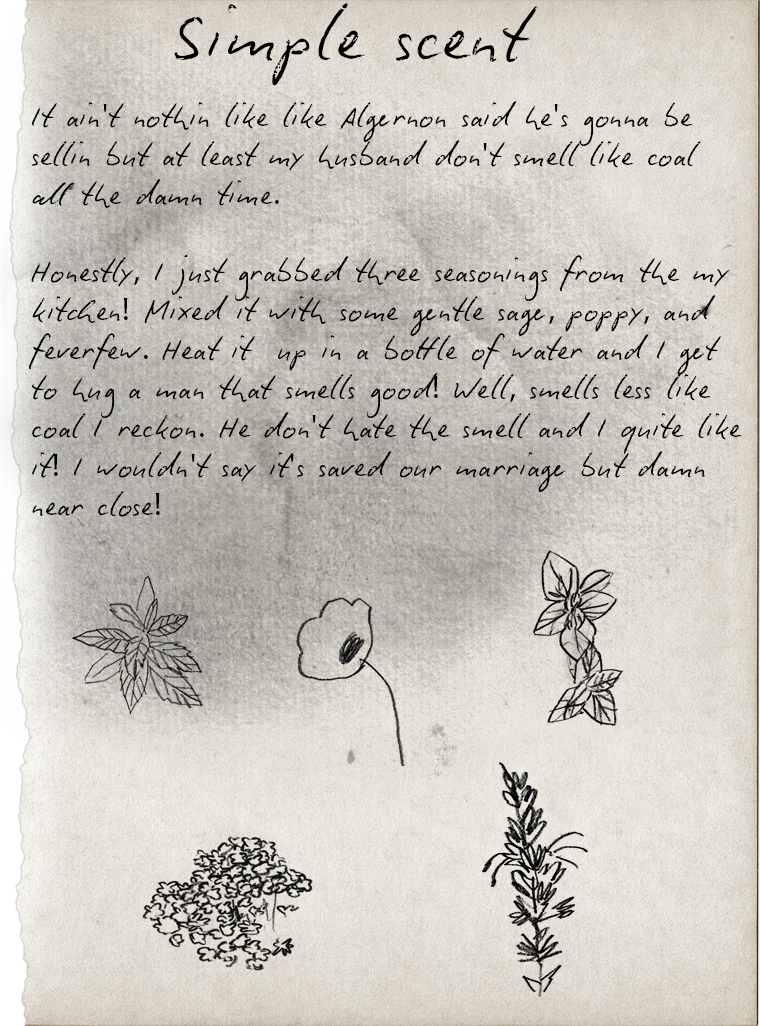 Simple scent
It ain't nothin like like Algernon said he's gonna be
sellin but at least my husband don't smell like coal
all the damn time.
Honestly, I just grabbed three seasonings from the my
kitchen! Mixed it with some gentle sage, poppy, and
feverfew. Heat it up in a bottle of water and I get
to hug a man that smells good! Well, smells less like
coal I reckon. He don't hate the smell and I quite like
it! I wouldn't say it's saved our marriage but damn
near close!